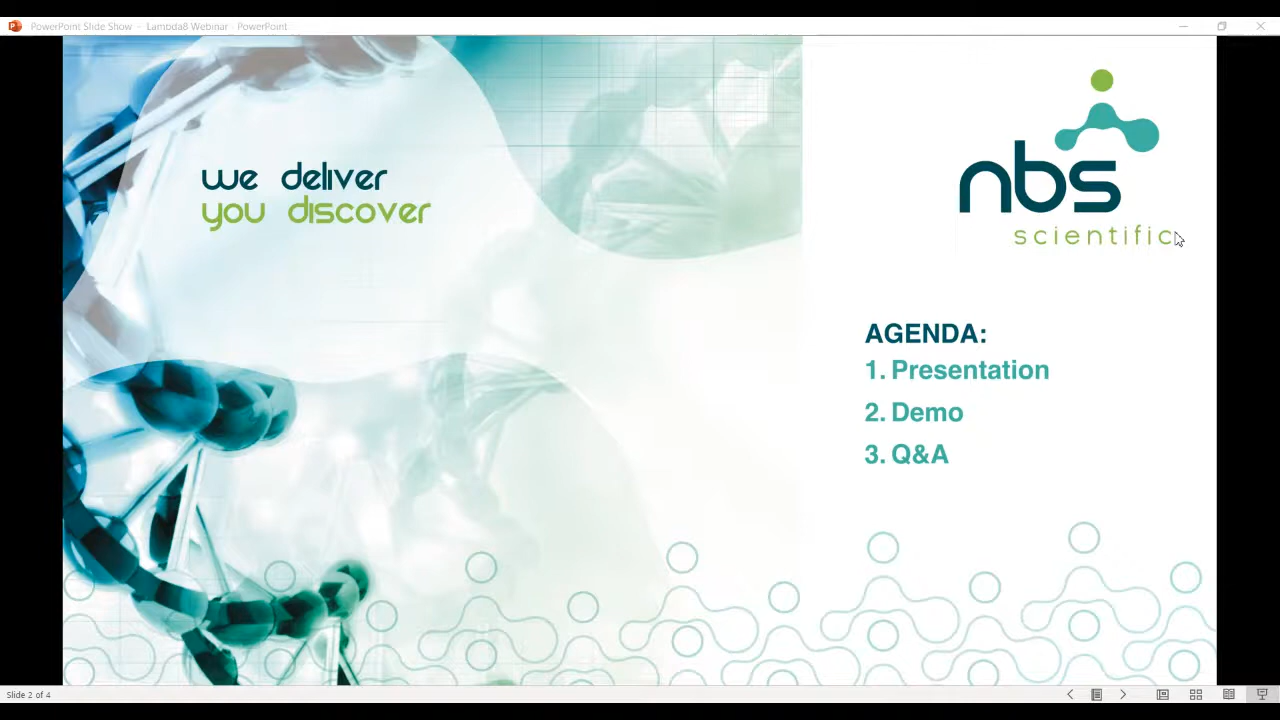 PowerPoint Slide Show - Lambda8 Webinar - PowerPoint
we deliver
you discover
nbs
scientific
AGENDA:
1. Presentation
2. Demo
3. Q&A
Slide 2 of 4